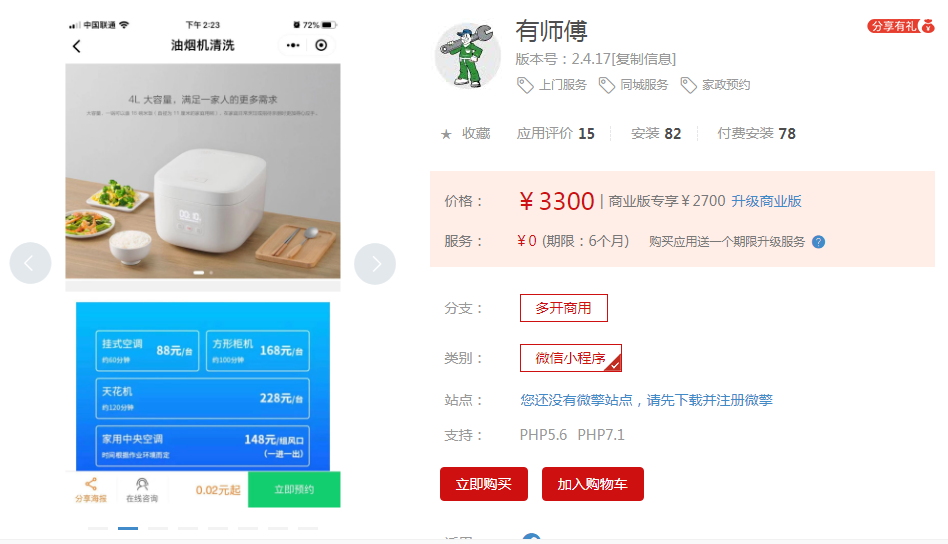 中国联通
下午 2:23
72%
油烟机清洗
4L 大容量，满足一家人的更多需求
挂式空调
约60分钟
88元/台
方形柜机
约100分钟
168元/台
天花机
约120分钟
228元/台
家用中央空调
时间根据作业环境而定
148元/组风口
(一进一出)
分享海报
在线咨询
0.02元起
立即预约
有师傅
分享有礼
版本号：2.4.17[复制信息]
上门服务 同城服务 家政预约
★ 收藏 应用评价 15 安装 82 付费安装 78
价格： ¥3300 | 商业版专享¥2700 升级商业版
服务： ¥0 (期限：6个月) 购买应用送一个期限升级服务 ?
分支： 多开商用
类别： 微信小程序
站点： 您还没有微擎站点，请先下载并注册微擎
支持： PHP5.6 PHP7.1
立即购买 加入购物车